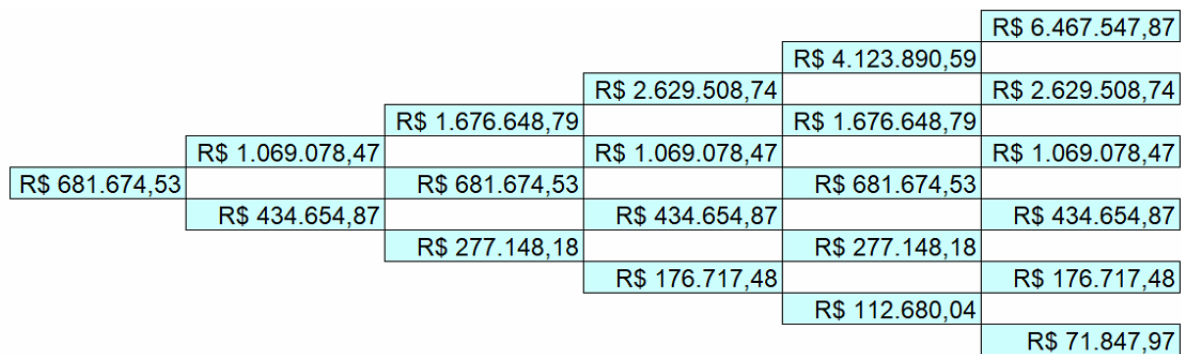 R$ 6.467.547,87
R$ 4.123.890,59
R$ 2.629.508,74 R$ 2.629.508,74
R$ 1.676.648,79 R$ 1.676.648,79
R$ 1.069.078,47 R$ 1.069.078,47 R$ 1.069.078,47
R$ 681.674,53 R$ 681.674,53 R$ 681.674,53
R$ 434.654,87 R$ 434.654,87 R$ 434.654,87
R$ 277.148,18 R$ 277.148,18
R$ 176.717,48 R$ 176.717,48
R$ 112.680,04
R$ 71.847,97